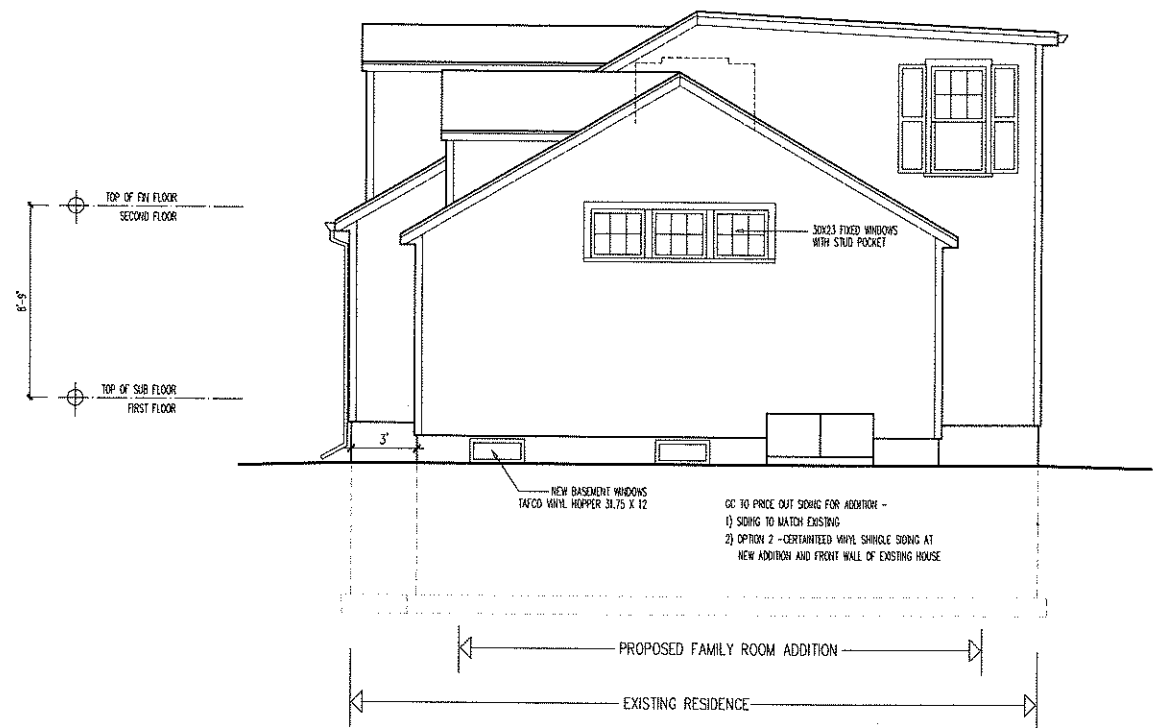 TOP OF FIN FLOOR
SECOND FLOOR
30X23 FIXED WINDOWS
WITH STUD POCKET
8'-9"
TOP OF SUB FLOOR
FIRST FLOOR
3'
NEW BASEMENT WINDOWS
TAFCO VINYL HOPPER 31.75 X 12
GC TO PRICE OUT SIDING FOR ADDITION -
1) SIDING TO MATCH EXISTING
2) OPTION 2 - CERTAINTEED VINYL SHINGLE SIDING AT
NEW ADDITION AND FRONT WALL OF EXISTING HOUSE
PROPOSED FAMILY ROOM ADDITION
EXISTING RESIDENCE